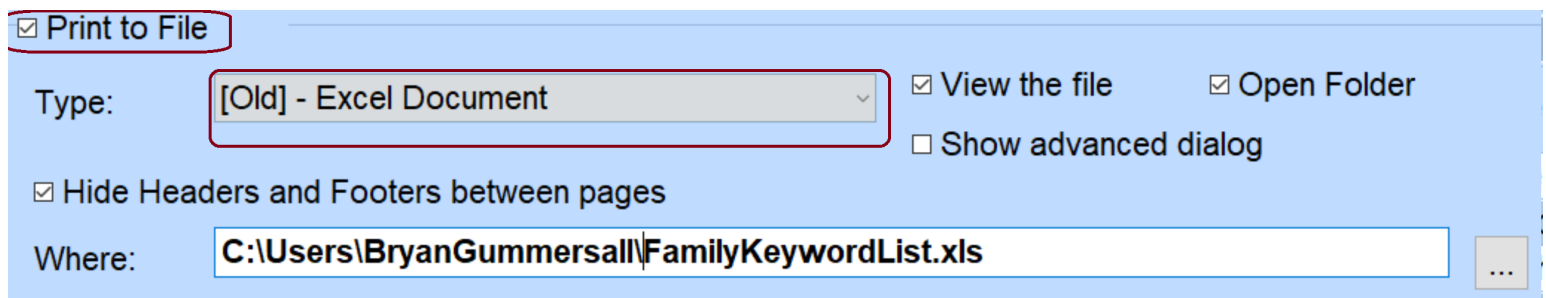 Print to File
Type: [Old] - Excel Document
View the file Open Folder
Show advanced dialog
Hide Headers and Footers between pages
Where: C:\Users\BryanGummersall\FamilyKeywordList.xls ...